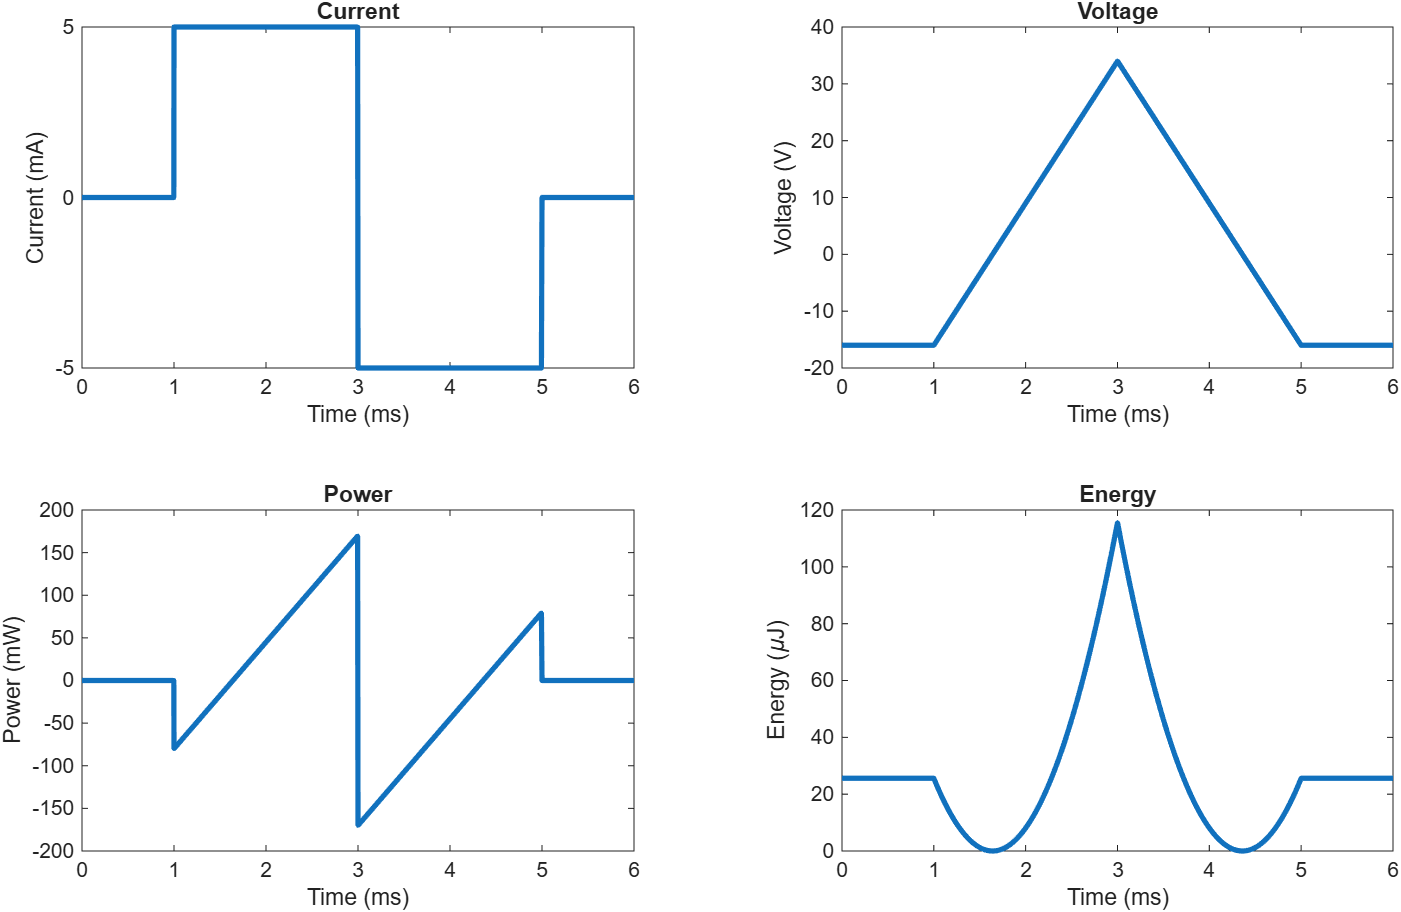 Current
5
0
-5
Current (mA)
0 1 2 3 4 5 6
Time (ms)
Voltage
40
30
20
10
0
-10
-20
Voltage (V)
0 1 2 3 4 5 6
Time (ms)
Power
200
150
100
50
0
-50
-100
-150
-200
Power (mW)
0 1 2 3 4 5 6
Time (ms)
Energy
120
100
80
60
40
20
0
Energy (μJ)
0 1 2 3 4 5 6
Time (ms)